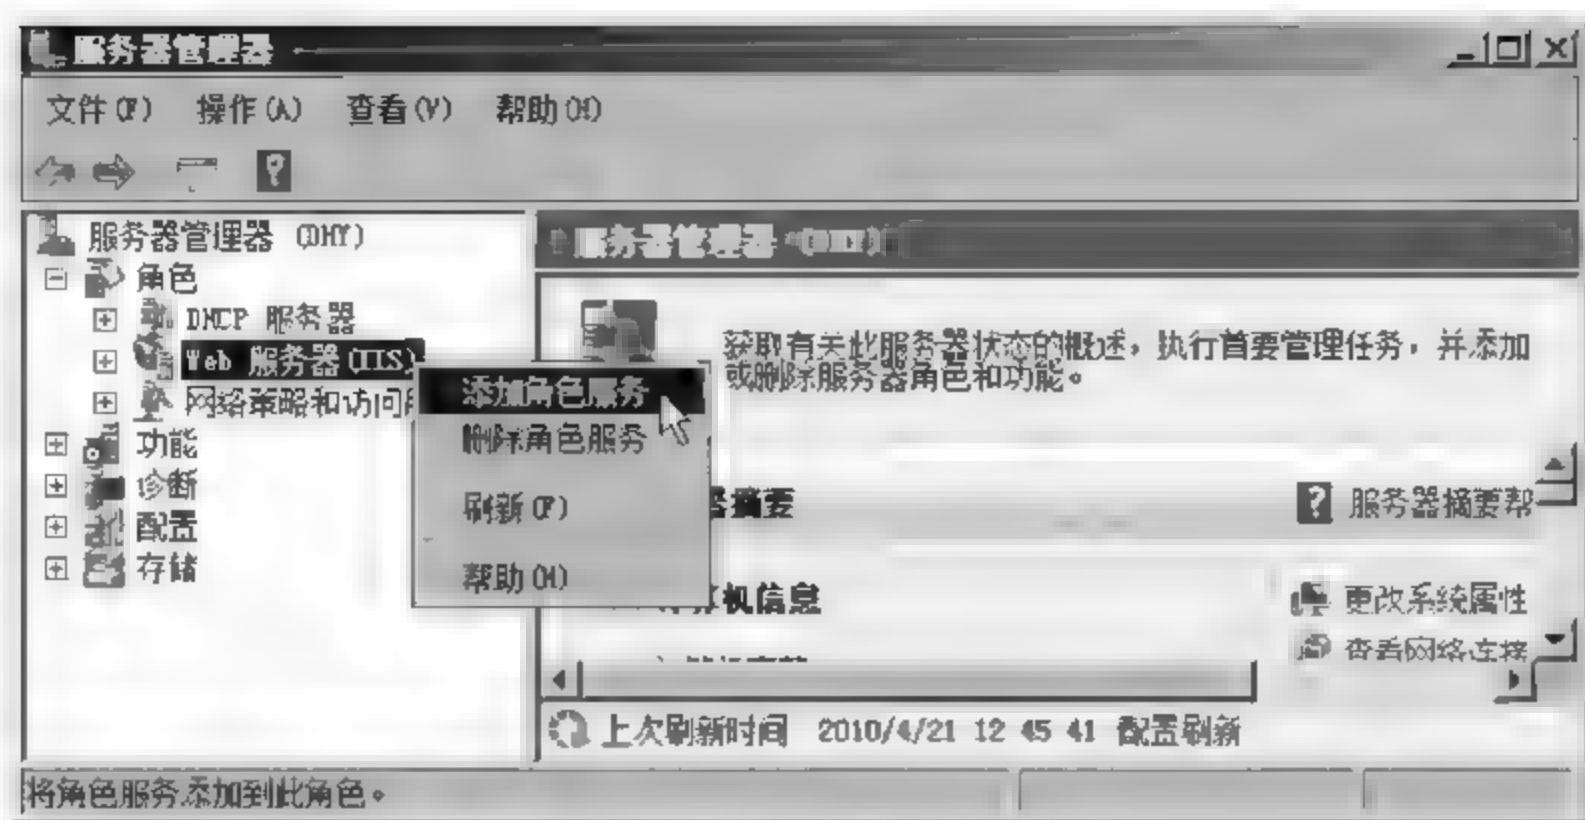 服务器管理器
文件(F) 操作(A) 查看(V) 帮助(H)
服务器管理器 (DHY)
角色
DHCP 服务器
Web 服务器(IIS)
网络策略和访问
功能
诊断
配置
存储
添加角色服务
删除角色服务
刷新(F)
帮助(H)
服务器管理器 (DHY)
获取有关此服务器状态的概述，执行首要管理任务，并添加
或删除服务器角色和功能。
摘要
服务器摘要帮
机信息
更改系统属性
查看网络连接
上次刷新时间 2010/4/21 12 45 41 配置刷新
将角色服务添加到此角色。